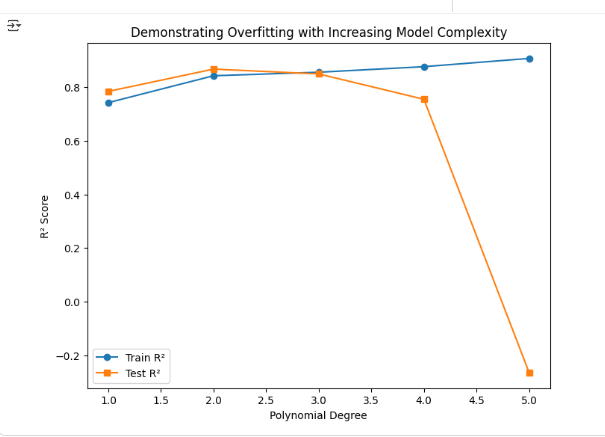 Demonstrating Overfitting with Increasing Model Complexity
R² Score
0.8
0.6
0.4
0.2
0.0
−0.2
Train R²
Test R²
1.0 1.5 2.0 2.5 3.0 3.5 4.0 4.5 5.0
Polynomial Degree